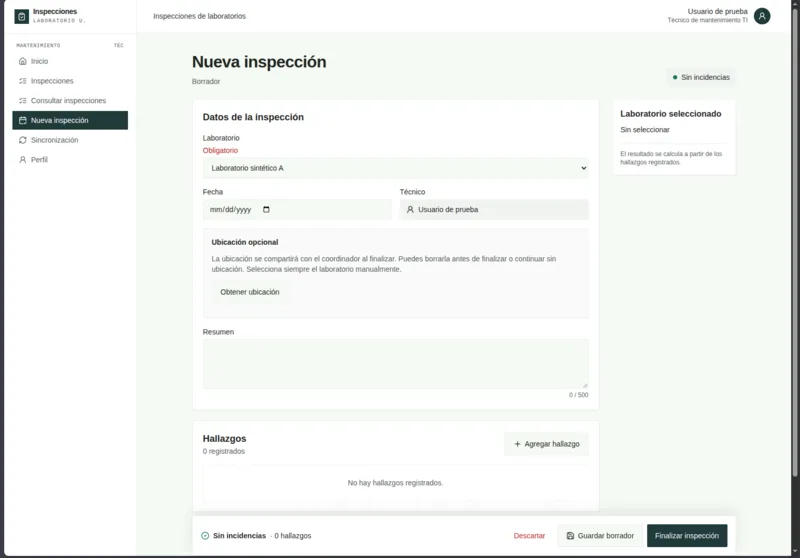 Inspecciones
LABORATORIO U.
Inspecciones de laboratorios
Usuario de prueba
Técnico de mantenimiento TI
MANTENIMIENTO TÉC
Inicio
Inspecciones
Consultar inspecciones
Nueva inspección
Sincronización
Perfil
Nueva inspección
Borrador
Sin incidencias
Datos de la inspección
Laboratorio
Obligatorio
Laboratorio sintético A
Fecha
mm/dd/yyyy
Técnico
Usuario de prueba
Ubicación opcional
La ubicación se compartirá con el coordinador al finalizar. Puedes borrarla antes de finalizar o continuar sin
ubicación. Selecciona siempre el laboratorio manualmente.
Obtener ubicación
Resumen
0 / 500
Laboratorio seleccionado
Sin seleccionar
El resultado se calcula a partir de los
hallazgos registrados.
Hallazgos
0 registrados
+ Agregar hallazgo
No hay hallazgos registrados.
Sin incidencias · 0 hallazgos
Descartar
Guardar borrador
Finalizar inspección